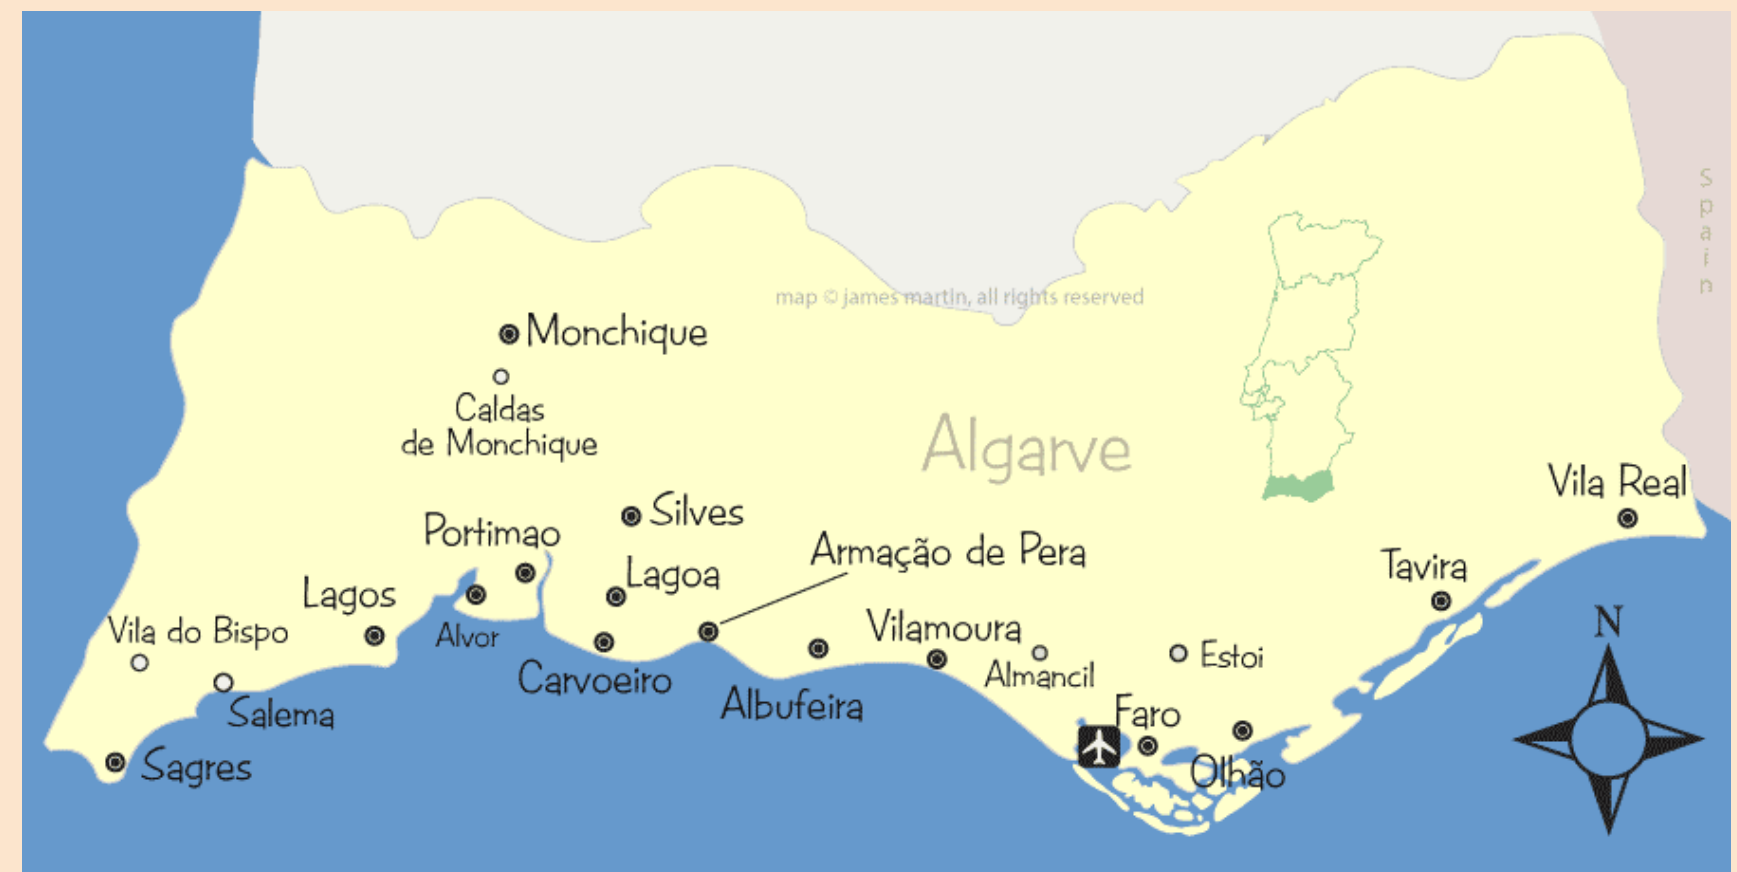 Spain
map © james martin, all rights reserved
Monchique
Caldas
de Monchique
Algarve
Vila Real
Silves
Portimao
Armação de Pera
Tavira
Lagoa
Lagos
N
Vila do Bispo
Alvor
Vilamoura
Estoi
Almancil
Carvoeiro
Albufeira
Salema
Faro
Sagres
Olhão